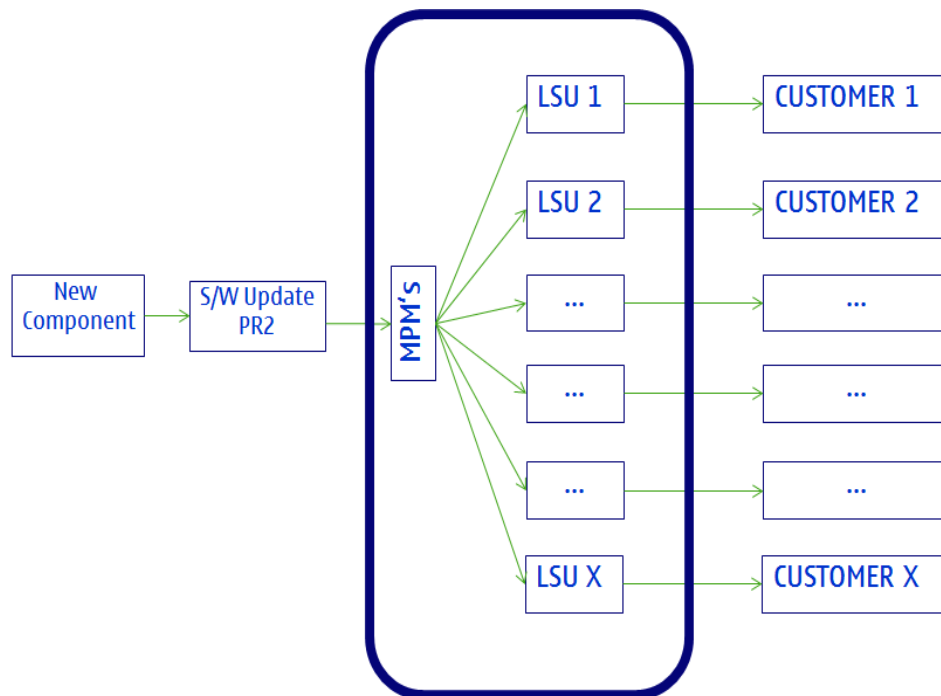 New
Component
S/W Update
PR2
MPM‘s
LSU 1
CUSTOMER 1
LSU 2
CUSTOMER 2
...
...
...
...
...
...
LSU X
CUSTOMER X